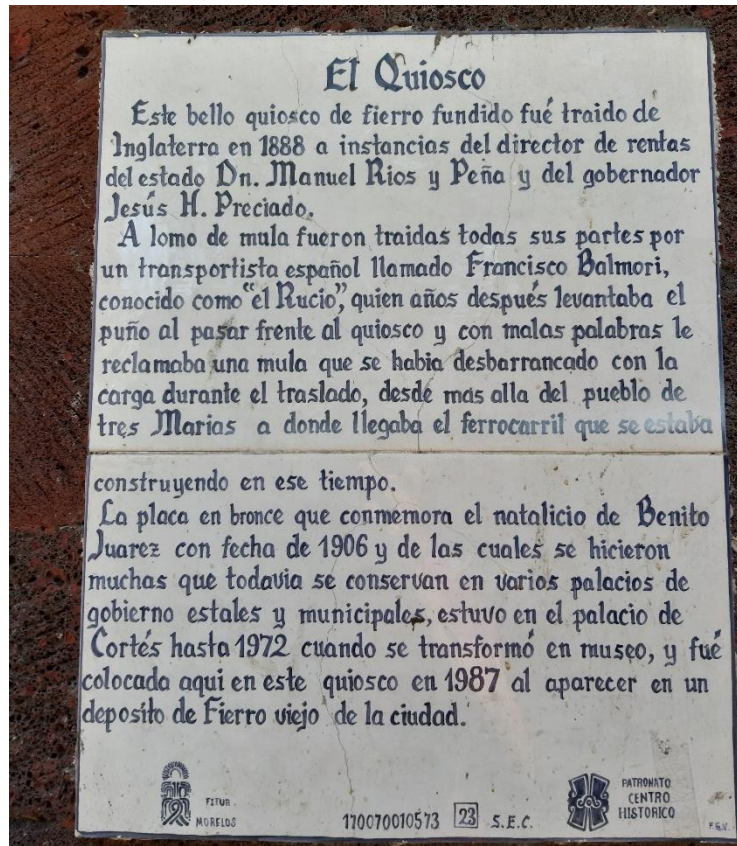 El Quiosco
Este bello quiosco de fierro fundido fué traido de
Inglaterra en 1888 a instancias del director de rentas
del estado Dn. Manuel Rios y Peña y del gobernador
Jesús H. Preciado.
A lomo de mula fueron traidas todas sus partes por
un transportista español llamado Francisco Balmori,
conocido como "el Rucio", quien años después levantaba el
puño al pasar frente al quiosco y con malas palabras le
reclamaba una mula que se habia desbarrancado con la
carga durante el traslado, desde mas alla del pueblo de
tres Marias a donde llegaba el ferrocarril que se estaba
construyendo en ese tiempo.
La placa en bronce que conmemora el natalicio de Benito
Juarez con fecha de 1906 y de las cuales se hicieron
muchas que todavia se conservan en varios palacios de
gobierno estales y municipales, estuvo en el palacio de
Cortés hasta 1972 cuando se transformó en museo, y fué
colocada aqui en este quiosco en 1987 al aparecer en un
deposito de Fierro viejo de la ciudad.
FITUR
MORELOS
170070010573 23 S.E.C.
PATRONATO
CENTRO
HISTORICO